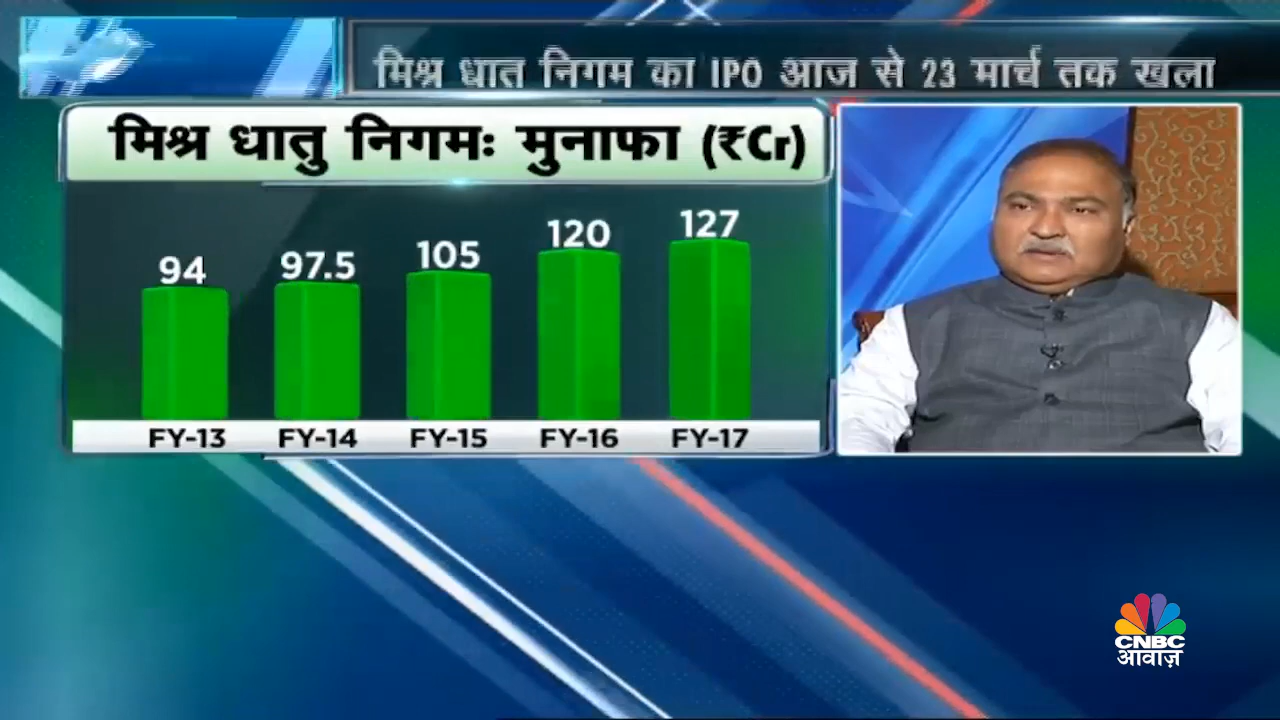 मिश्र धात निगम का IPO आज से 23 मार्च तक खला
मिश्र धातु निगमः मुनाफा (₹Cr)
94 97.5 105 120 127
FY-13 FY-14 FY-15 FY-16 FY-17
CNBC
आवाज़